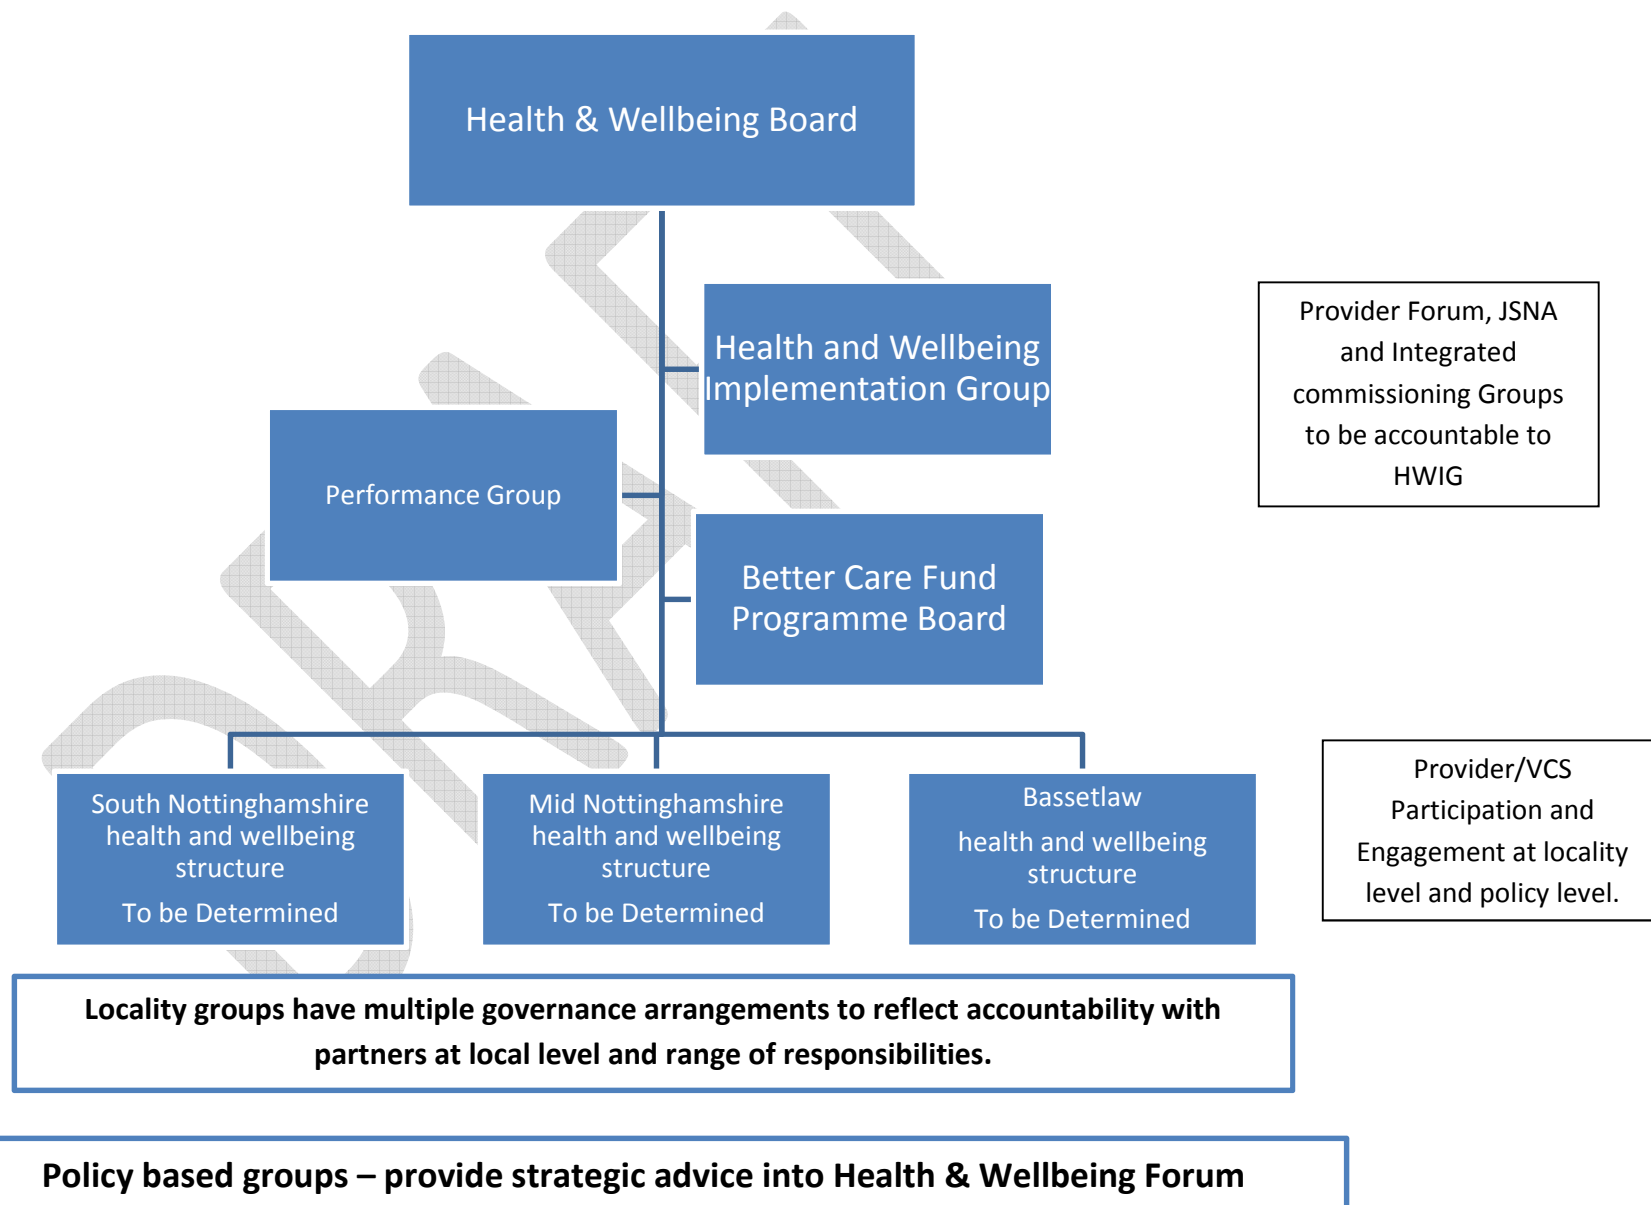 Health & Wellbeing Board
Health and Wellbeing
Implementation Group
Provider Forum, JSNA
and Integrated
commissioning Groups
to be accountable to
HWIG
Performance Group
Better Care Fund
Programme Board
South Nottinghamshire
health and wellbeing
structure
To be Determined
Mid Nottinghamshire
health and wellbeing
structure
To be Determined
Bassetlaw
health and wellbeing
structure
To be Determined
Provider/VCS
Participation and
Engagement at locality
level and policy level.
Locality groups have multiple governance arrangements to reflect accountability with
partners at local level and range of responsibilities.
Policy based groups – provide strategic advice into Health & Wellbeing Forum
DRAFT